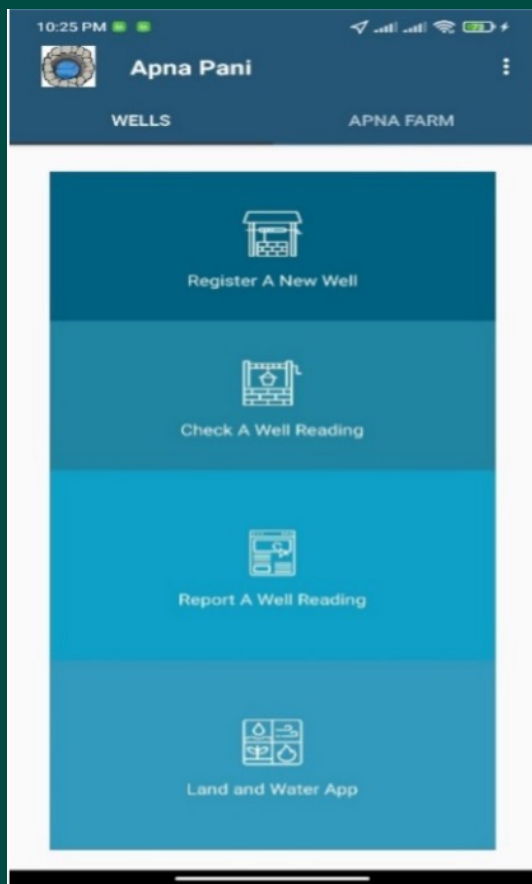 10:25 PM
Apna Pani
WELLS APNA FARM
Register A New Well
Check A Well Reading
Report A Well Reading
Land and Water App